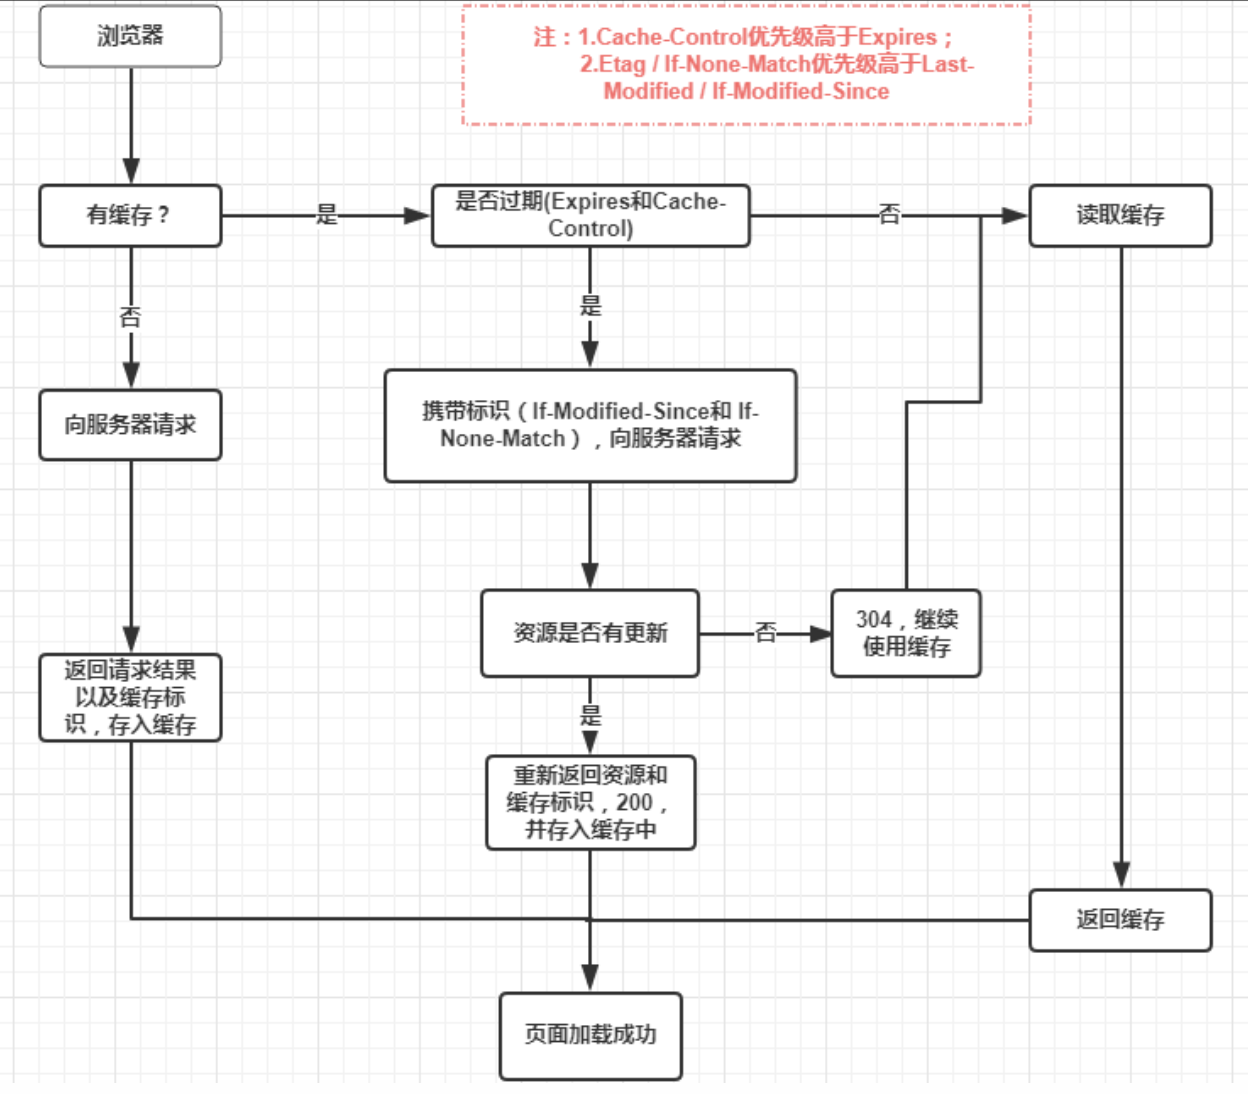 浏览器
注：1.Cache-Control优先级高于Expires；
2.Etag / If-None-Match优先级高于Last-
Modified / If-Modified-Since
有缓存？
是
是否过期(Expires和Cache-
Control)
否
读取缓存
否
是
向服务器请求
携带标识（If-Modified-Since和 If-
None-Match），向服务器请求
资源是否有更新
否
304，继续
使用缓存
返回请求结果
以及缓存标
识，存入缓存
是
重新返回资源和
缓存标识，200，
并存入缓存中
返回缓存
页面加载成功